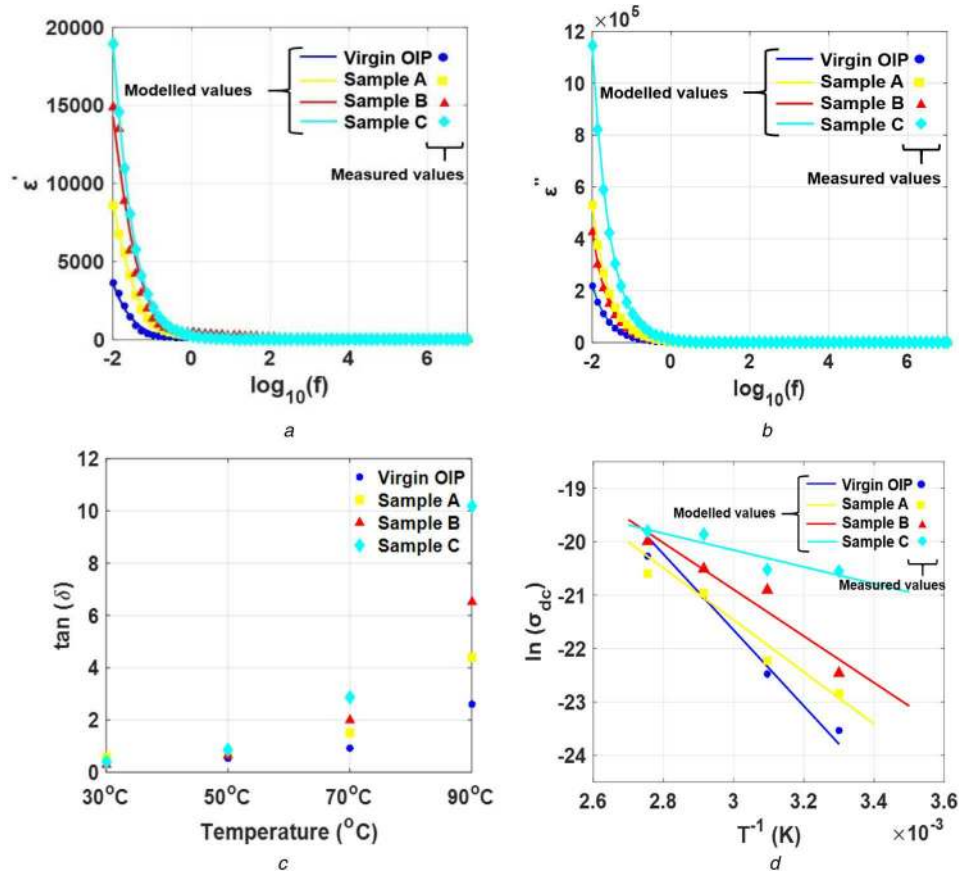 20000
15000
10000
5000
0
ε'
-2 0 2 4 6
log10(f)
Modelled values
Virgin OIP
Sample A
Sample B
Sample C
Measured values
a
12 × 10^5
10
8
6
4
2
0
ε''
-2 0 2 4 6
log10(f)
Modelled values
Virgin OIP
Sample A
Sample B
Sample C
Measured values
b
12
10
8
6
4
2
0
tan (δ)
30°C 50°C 70°C 90°C
Temperature (°C)
Virgin OIP
Sample A
Sample B
Sample C
c
-19
-20
-21
-22
-23
-24
ln (σdc)
2.6 2.8 3 3.2 3.4 3.6
T-1 (K) × 10-3
Modelled values
Virgin OIP
Sample A
Sample B
Sample C
Measured values
d